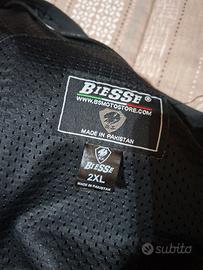 BIESSE®
WWW.BSMOTOSTORE.COM
MADE IN PAKISTAN
BIESSE
2XL
MADE IN PAKISTAN
subito